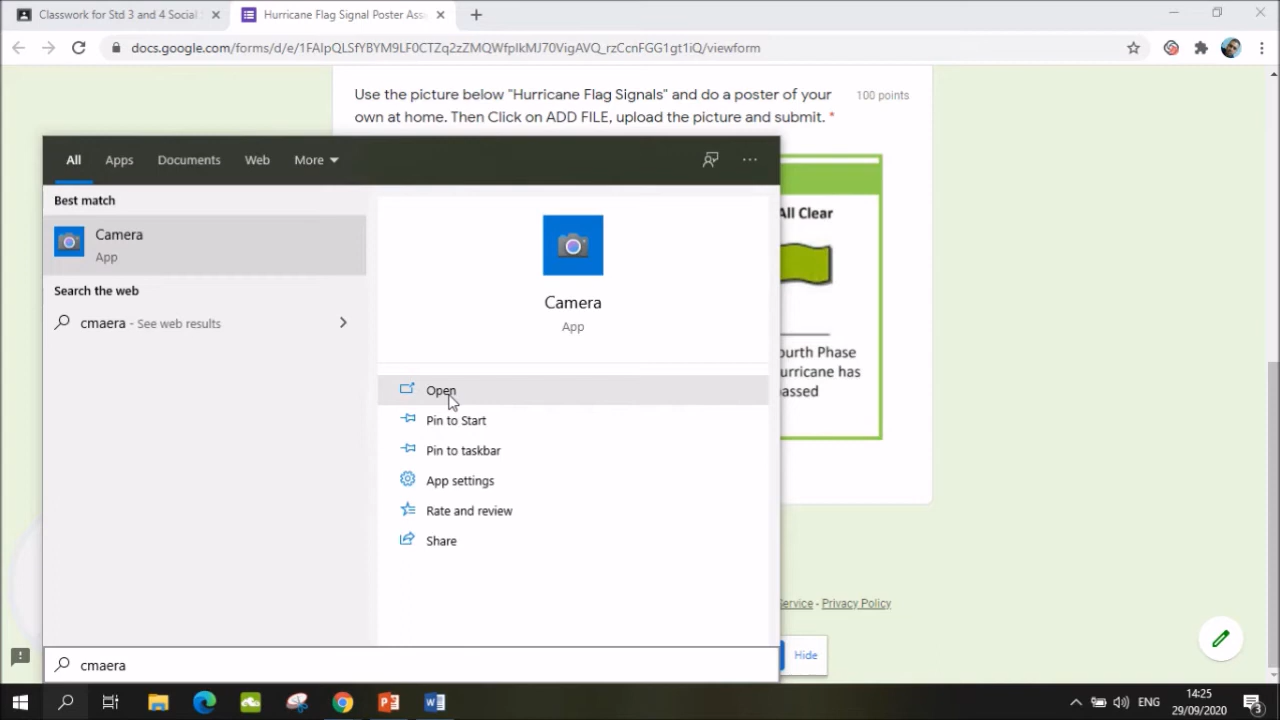 Classwork for Std 3 and 4 Social
Hurricane Flag Signal Poster Ass
docs.google.com/forms/d/e/1FAIpQLSfYBYM9LF0CTZq2zZMQWfpIkMJ70VigAVQ_rzCcnFGG1gt1iQ/viewform
Use the picture below "Hurricane Flag Signals" and do a poster of your 100 points
own at home. Then Click on ADD FILE, upload the picture and submit. *
All Apps Documents Web More
Best match
Camera
App
Search the web
cmaera - See web results
Camera
App
Open
Pin to Start
Pin to taskbar
App settings
Rate and review
Share
All Clear
ourth Phase
urricane has
assed
ervice - Privacy Policy
Hide
cmaera
ENG
14:25
29/09/2020
3